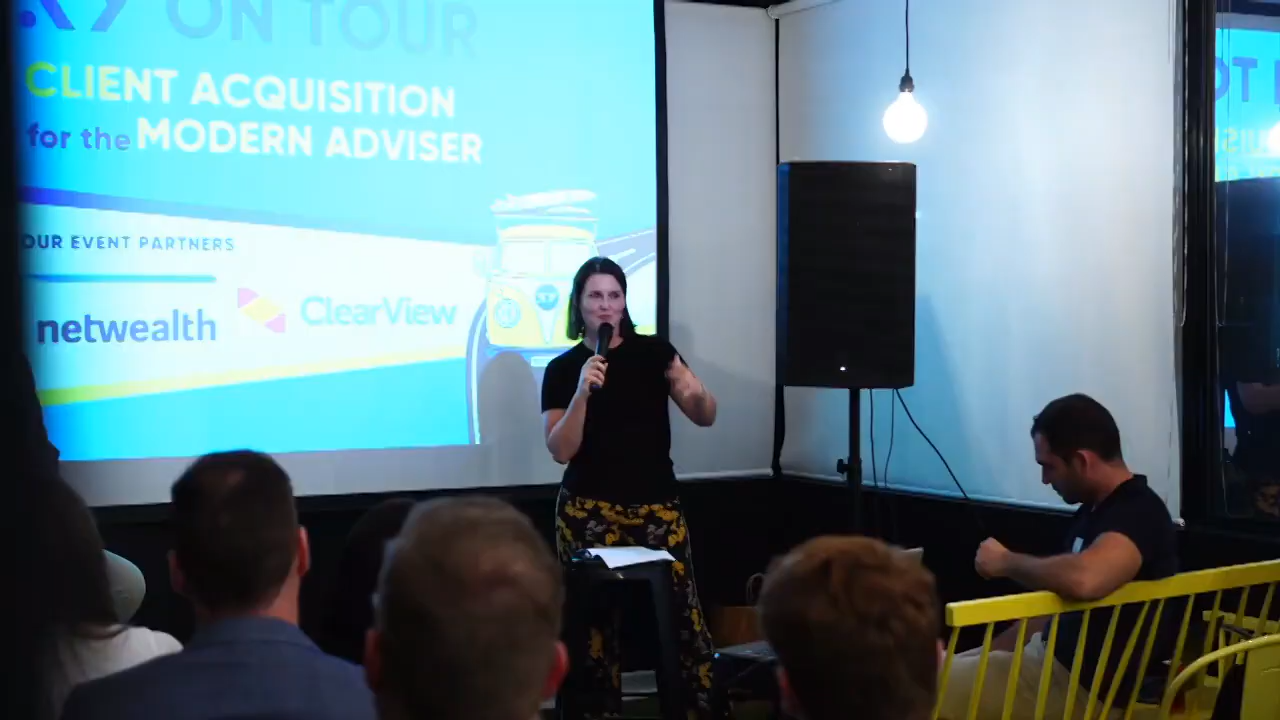 ON TOUR
CLIENT ACQUISITION
for the MODERN ADVISER
OUR EVENT PARTNERS
netwealth
ClearView